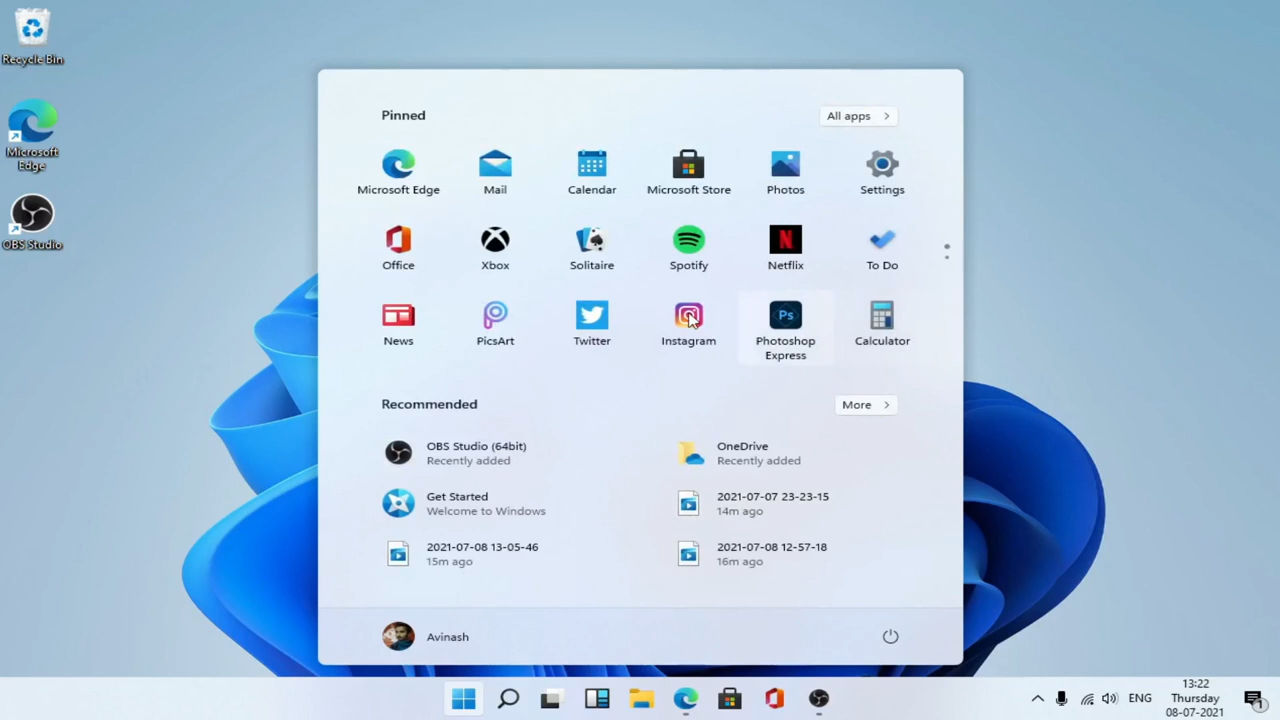 Recycle Bin
Microsoft
Edge
OBS Studio
Pinned
All apps
Microsoft Edge
Mail
Calendar
Microsoft Store
Photos
Settings
Office
Xbox
Solitaire
Spotify
Netflix
To Do
News
PicsArt
Twitter
Instagram
Ps
Photoshop
Express
Calculator
Recommended
More
OBS Studio (64bit)
Recently added
OneDrive
Recently added
Get Started
Welcome to Windows
2021-07-07 23-23-15
14m ago
2021-07-08 13-05-46
15m ago
2021-07-08 12-57-18
16m ago
Avinash
ENG
13:22
Thursday
08-07-2021
1